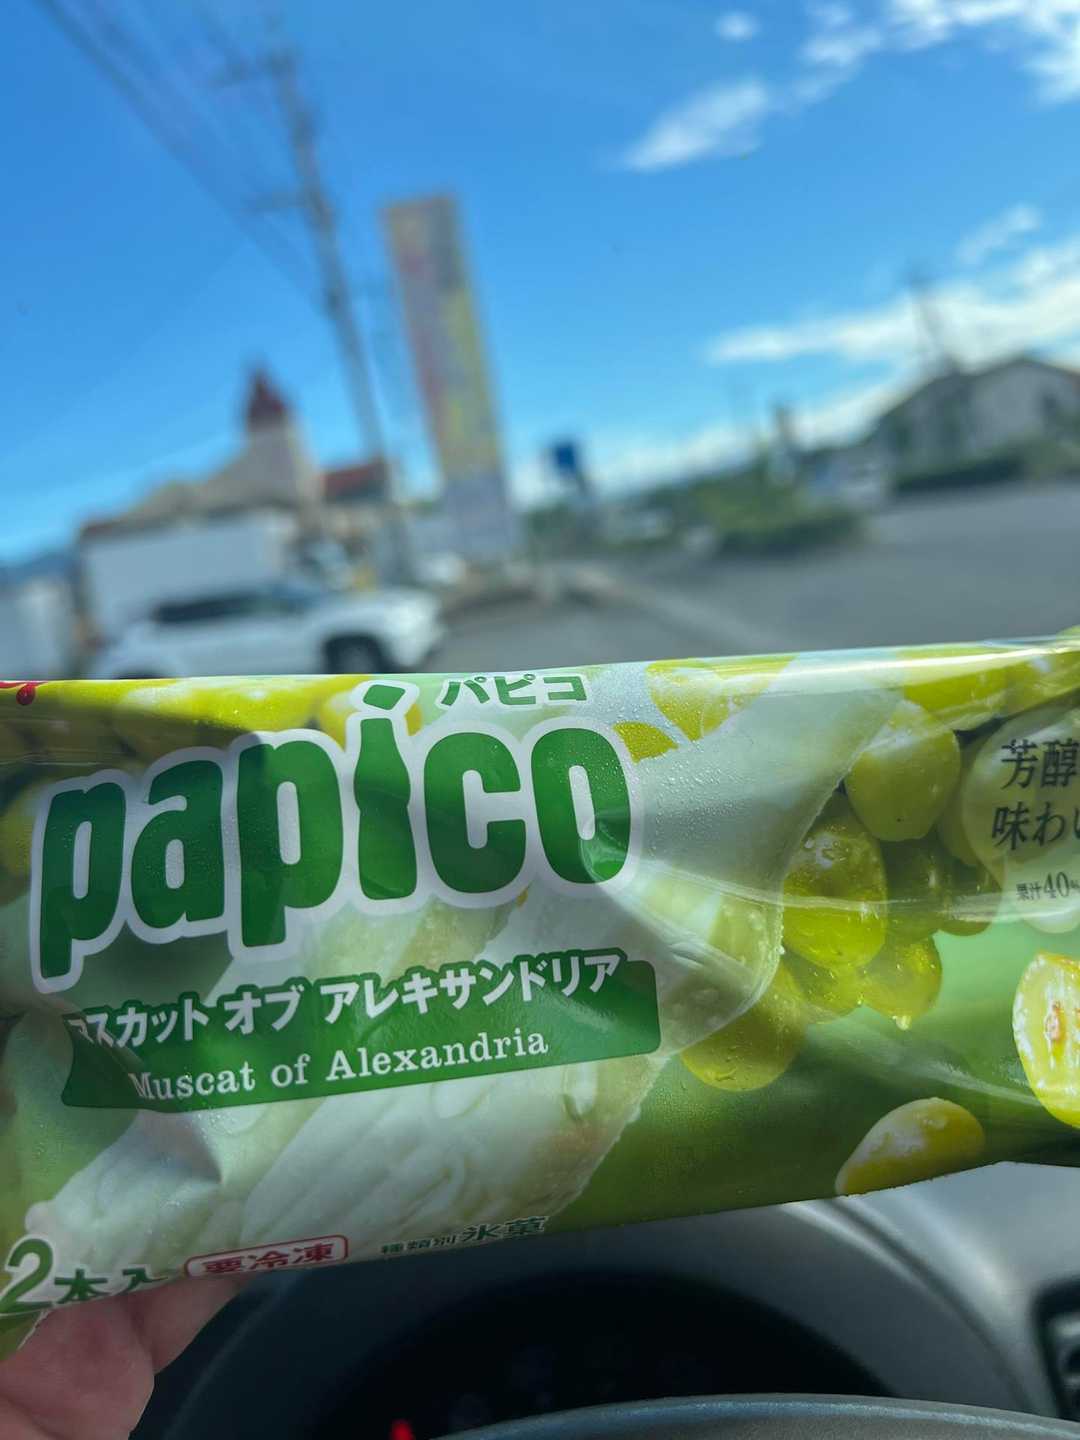 パピコ
papico
マスカット オブ アレキサンドリア
Muscat of Alexandria
芳醇
味わい
果汁40%
2本入
要冷凍
種類別 氷菓